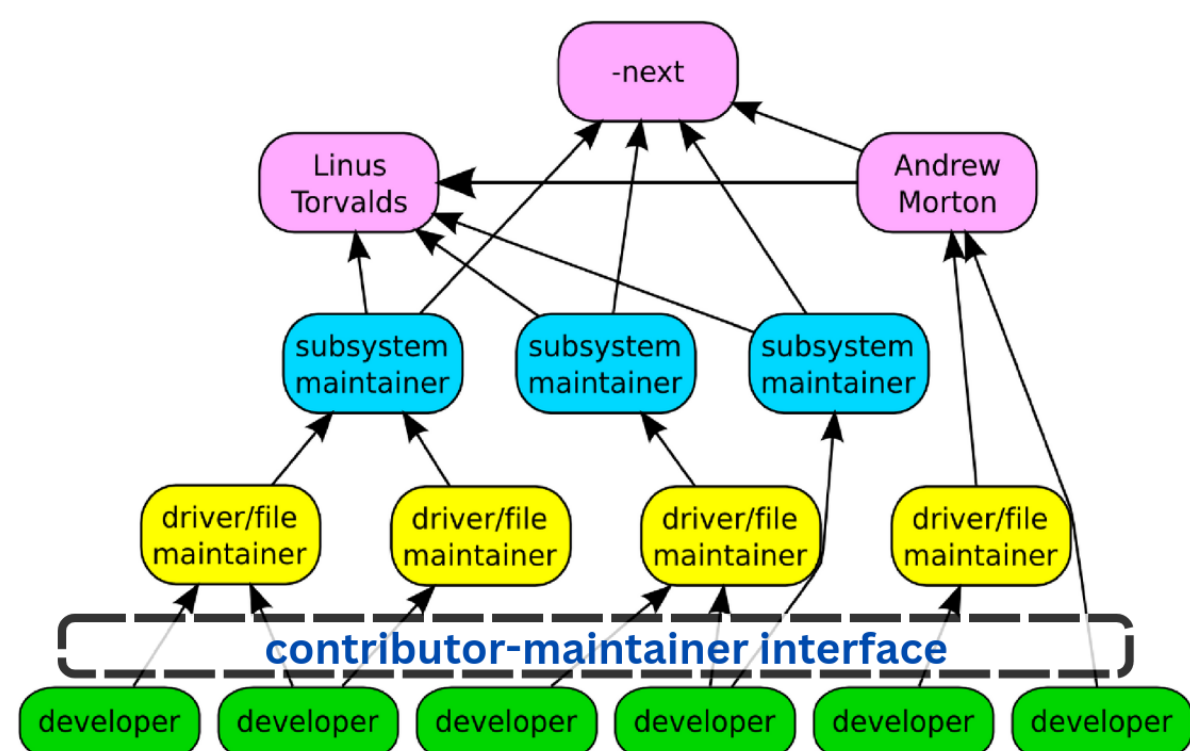 -next
Linus
Torvalds
Andrew
Morton
subsystem
maintainer
subsystem
maintainer
subsystem
maintainer
driver/file
maintainer
driver/file
maintainer
driver/file
maintainer
driver/file
maintainer
contributor-maintainer interface
developer
developer
developer
developer
developer
developer